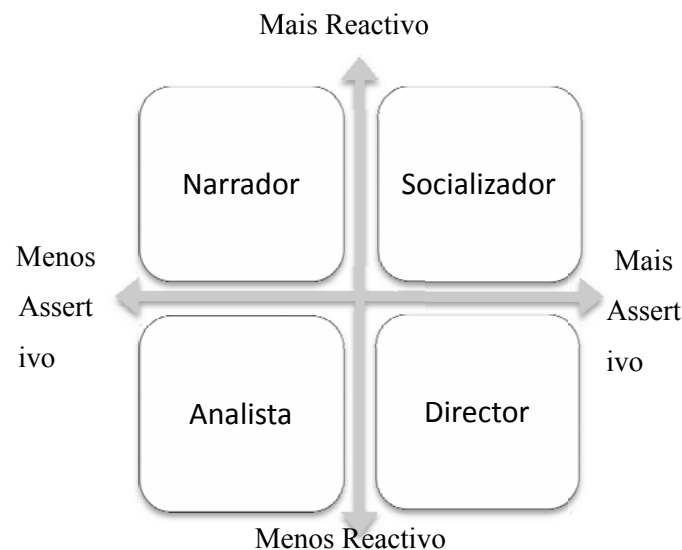 Mais Reactivo
Narrador
Socializador
Menos
Assert
ivo
Mais
Assert
ivo
Analista
Director
Menos Reactivo